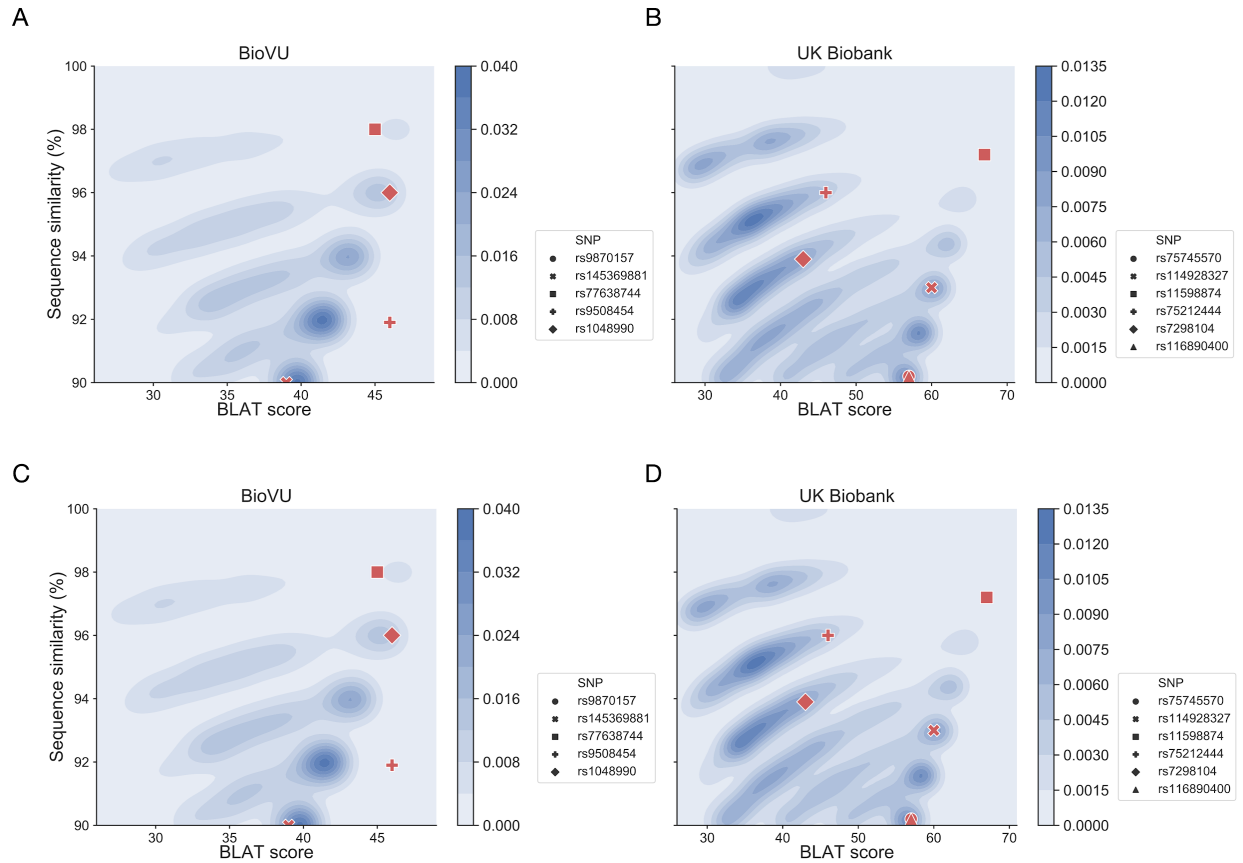 A
BioVU
Sequence similarity (%)
100
98
96
94
92
90
30
35
40
45
BLAT score
0.040
0.032
0.024
0.016
0.008
0.000
SNP
rs9870157
rs145369881
rs77638744
rs9508454
rs1048990
B
UK Biobank
30
40
50
60
70
BLAT score
0.0135
0.0120
0.0105
0.0090
0.0075
0.0060
0.0045
0.0030
0.0015
0.0000
SNP
rs75745570
rs114928327
rs11598874
rs75212444
rs7298104
rs116890400
C
BioVU
Sequence similarity (%)
100
98
96
94
92
90
30
35
40
45
BLAT score
0.040
0.032
0.024
0.016
0.008
0.000
SNP
rs9870157
rs145369881
rs77638744
rs9508454
rs1048990
D
UK Biobank
30
40
50
60
70
BLAT score
0.0135
0.0120
0.0105
0.0090
0.0075
0.0060
0.0045
0.0030
0.0015
0.0000
SNP
rs75745570
rs114928327
rs11598874
rs75212444
rs7298104
rs116890400